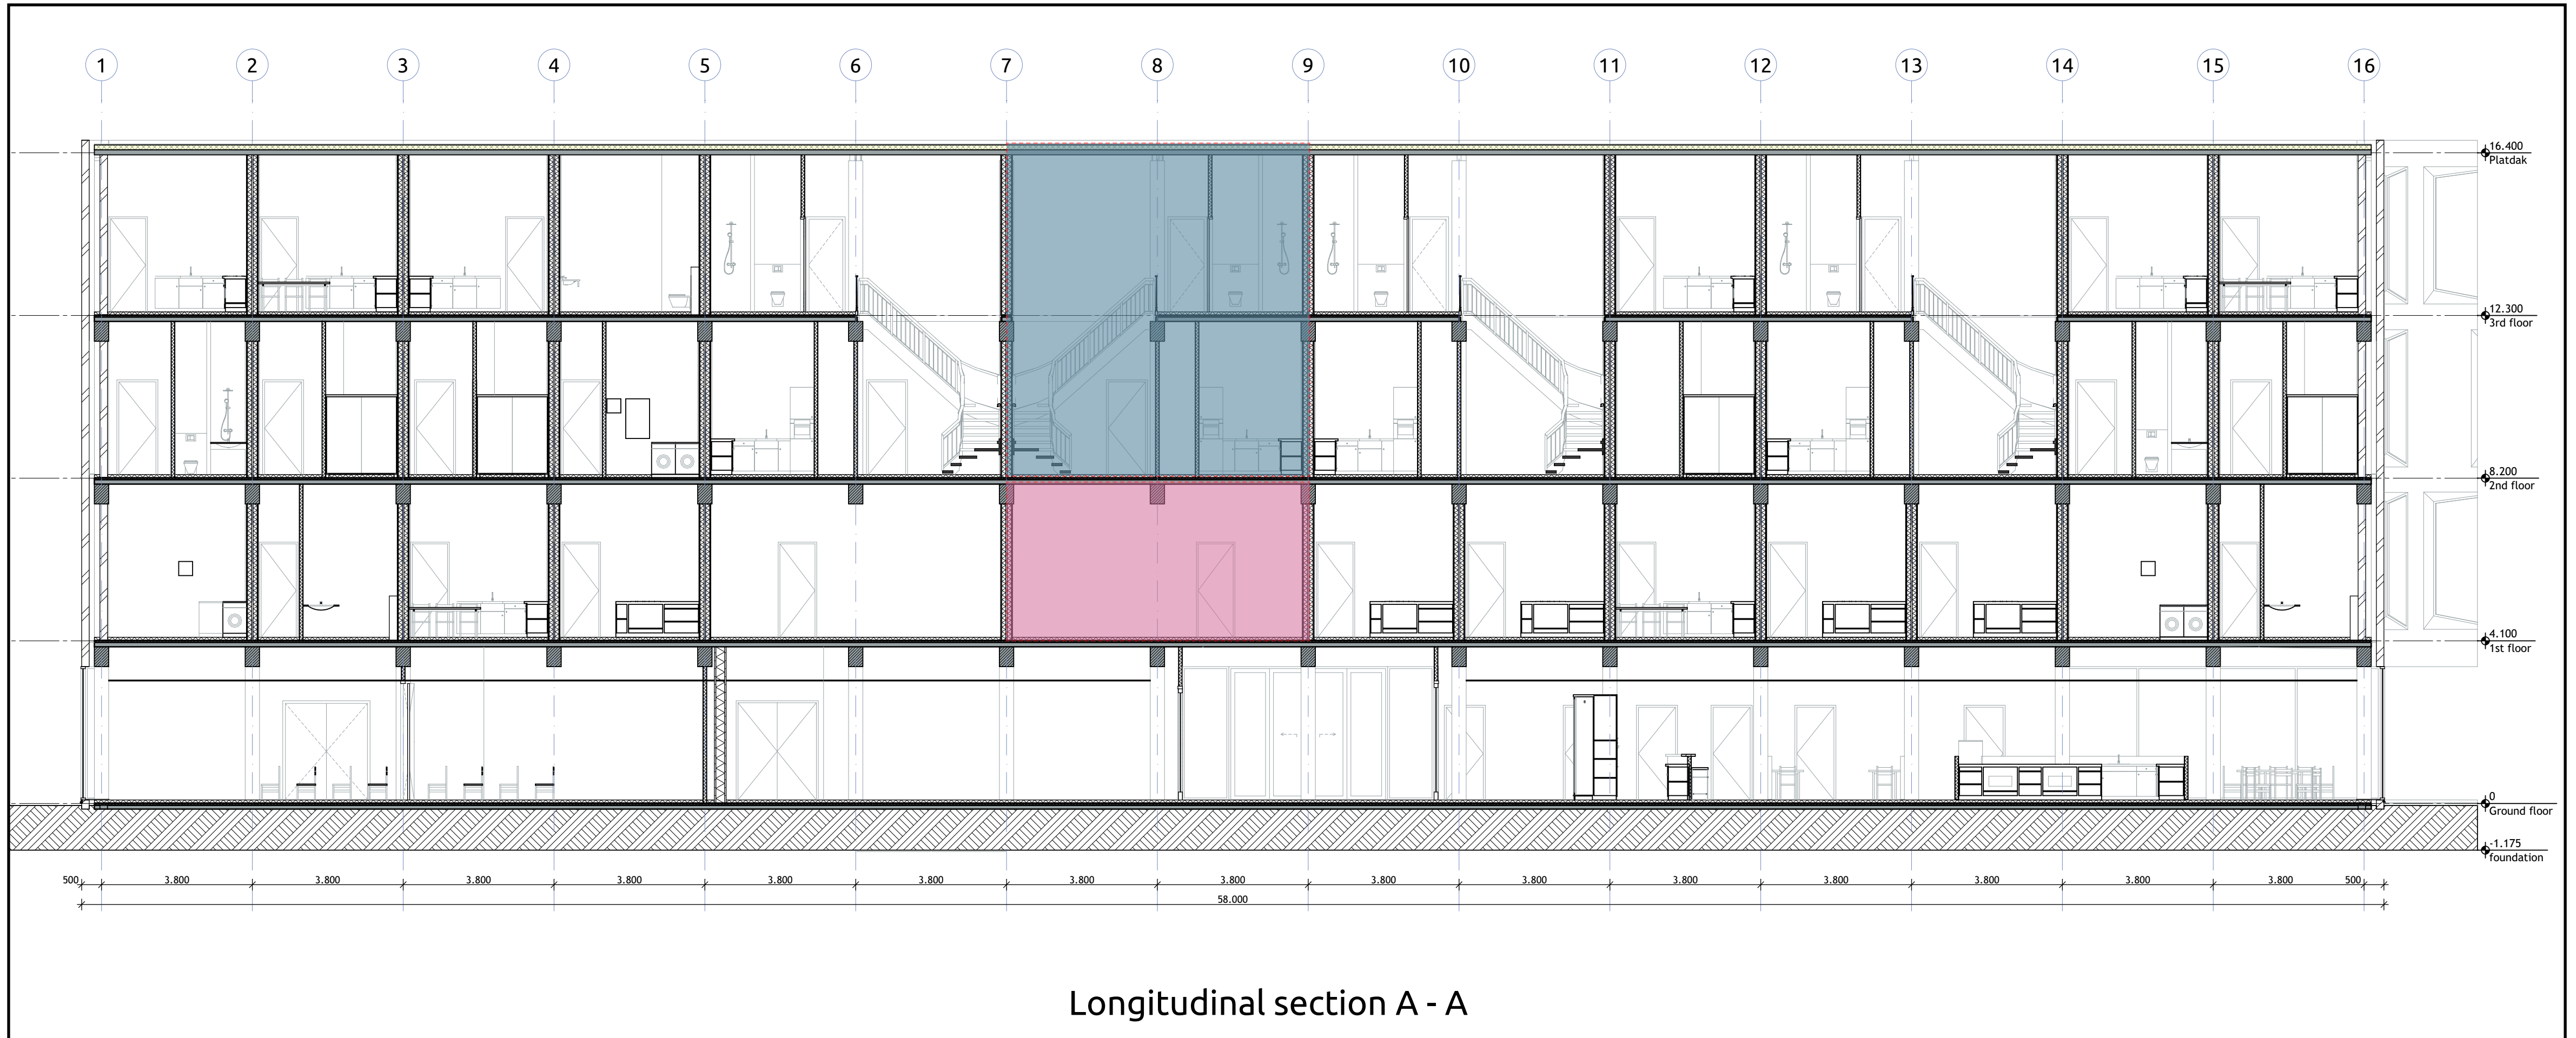 1 2 3 4 5 6 7 8 9 10 11 12 13 14 15 16
16.400
Platdak
12.300
3rd floor
8.200
2nd floor
4.100
1st floor
0
Ground floor
-1.175
foundation
500 3.800 3.800 3.800 3.800 3.800 3.800 3.800 3.800 3.800 3.800 3.800 3.800 3.800 3.800 3.800 500
58.000
Longitudinal section A - A